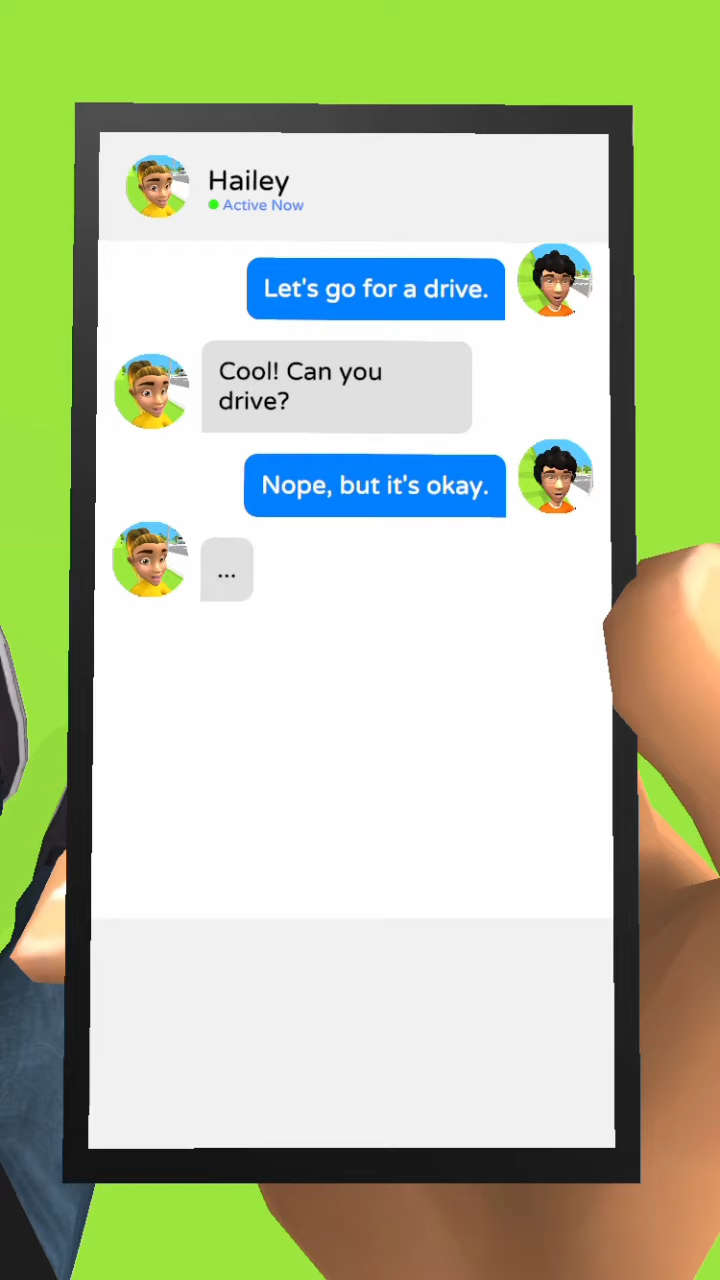 Hailey
Active Now
Let's go for a drive.
Cool! Can you
drive?
Nope, but it's okay.
...